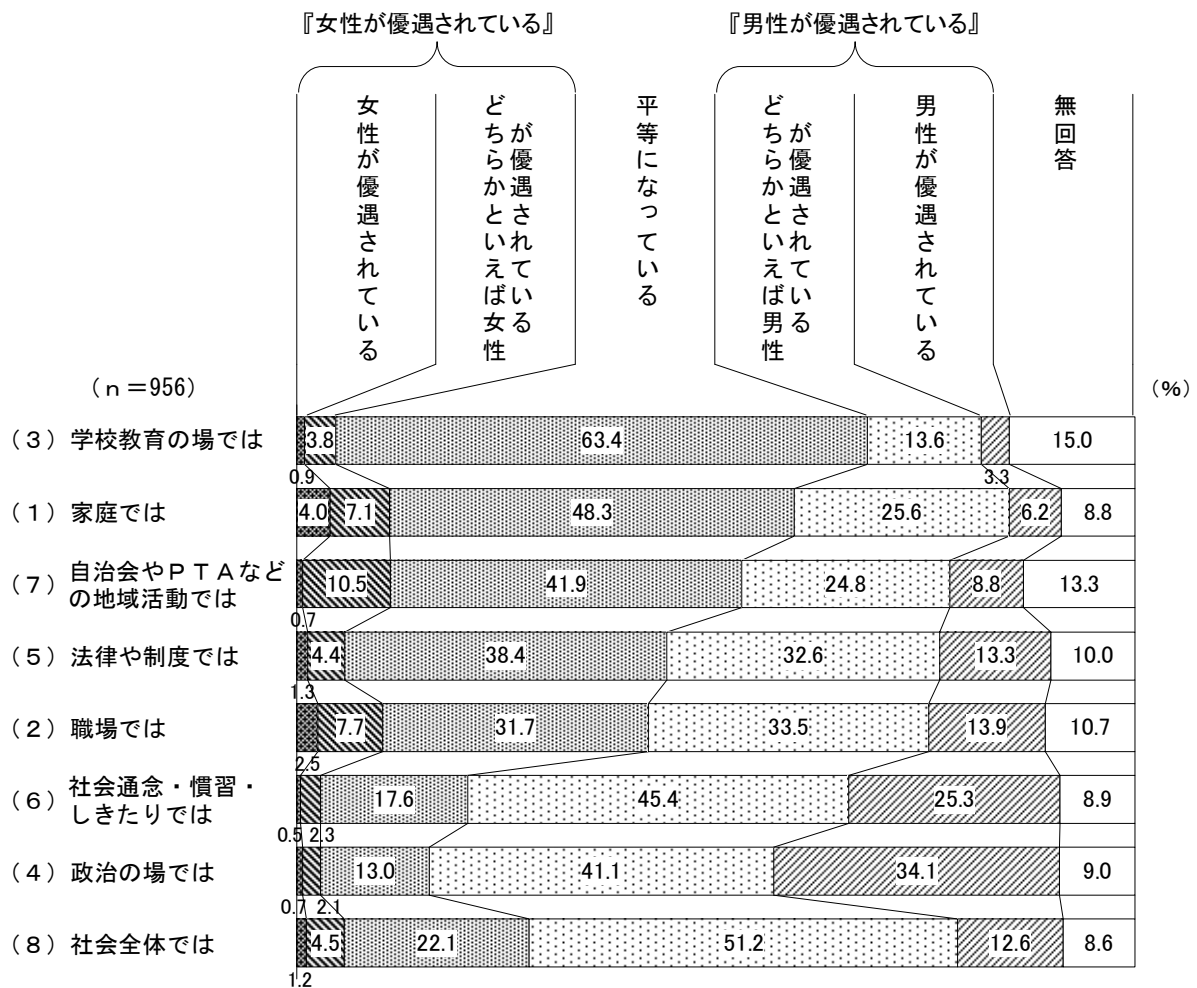 『女性が優遇されている』
『男性が優遇されている』
女性が優遇されている
どちらかといえば女性
が優遇されている
平等になっている
どちらかといえば男性
が優遇されている
男性が優遇されている
無回答
(ｎ＝956)
(%)
（３）学校教育の場では
3.8 63.4 13.6 15.0
0.9 3.3
（１）家庭では
4.0 7.1 48.3 25.6 6.2 8.8
（７）自治会やＰＴＡなど
の地域活動では
10.5 41.9 24.8 8.8 13.3
0.7
（５）法律や制度では
4.4 38.4 32.6 13.3 10.0
1.3
（２）職場では
7.7 31.7 33.5 13.9 10.7
2.5
（６）社会通念・慣習・
しきたりでは
17.6 45.4 25.3 8.9
0.5 2.3
（４）政治の場では
13.0 41.1 34.1 9.0
0.7 2.1
（８）社会全体では
4.5 22.1 51.2 12.6 8.6
1.2